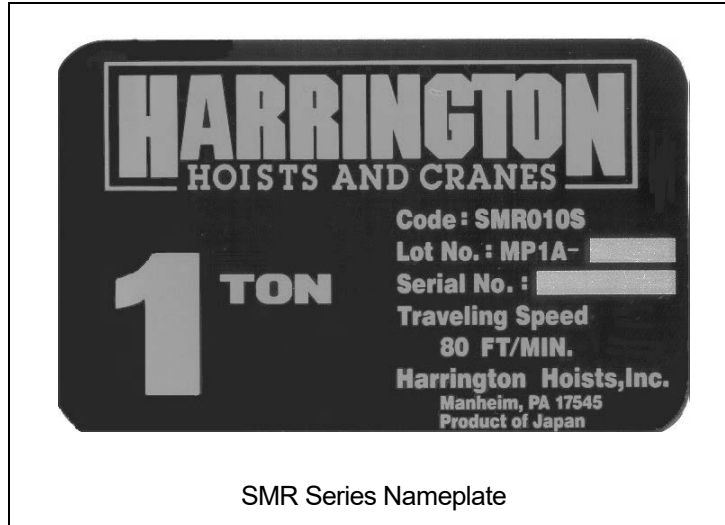 HARRINGTON
HOISTS AND CRANES
1 TON
Code: SMR010S
Lot No.: MP1A-
Serial No.:
Traveling Speed
80 FT/MIN.
Harrington Hoists,Inc.
Manheim, PA 17545
Product of Japan
SMR Series Nameplate